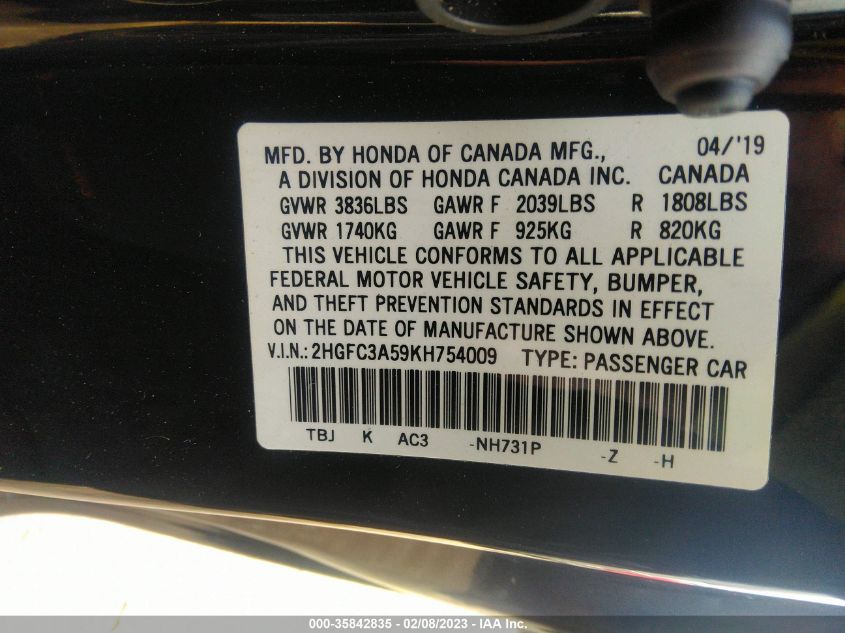 MFD. BY HONDA OF CANADA MFG., 04/'19
A DIVISION OF HONDA CANADA INC. CANADA
GVWR 3836LBS GAWR F 2039LBS R 1808LBS
GVWR 1740KG GAWR F 925KG R 820KG
THIS VEHICLE CONFORMS TO ALL APPLICABLE
FEDERAL MOTOR VEHICLE SAFETY, BUMPER,
AND THEFT PREVENTION STANDARDS IN EFFECT
ON THE DATE OF MANUFACTURE SHOWN ABOVE.
V.I.N.: 2HGFC3A59KH754009 TYPE: PASSENGER CAR
TBJ K AC3 -NH731P -Z -H
000-35842835 - 02/08/2023 - IAA Inc.